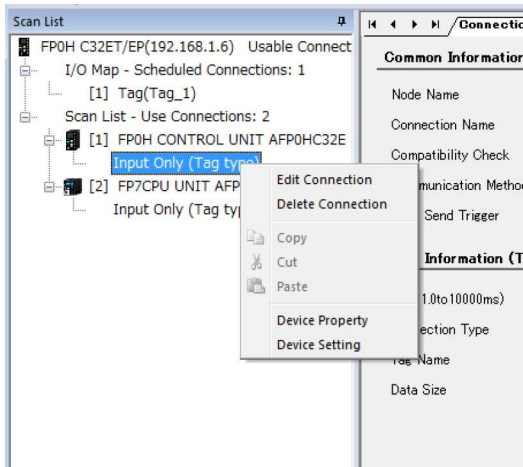 Scan List
FP0H C32ET/EP(192.168.1.6) Usable Connect
I/O Map - Scheduled Connections: 1
[1] Tag(Tag_1)
Scan List - Use Connections: 2
[1] FP0H CONTROL UNIT AFP0HC32E
Input Only (Tag type)
[2] FP7CPU UNIT AFP
Input Only (Tag typ
Edit Connection
Delete Connection
Copy
Cut
Paste
Device Property
Device Setting
Connectio
Common Information
Node Name
Connection Name
Compatibility Check
munication Metho
Send Trigger
Information (T
1.0to10000ms)
ection Type
Tag Name
Data Size